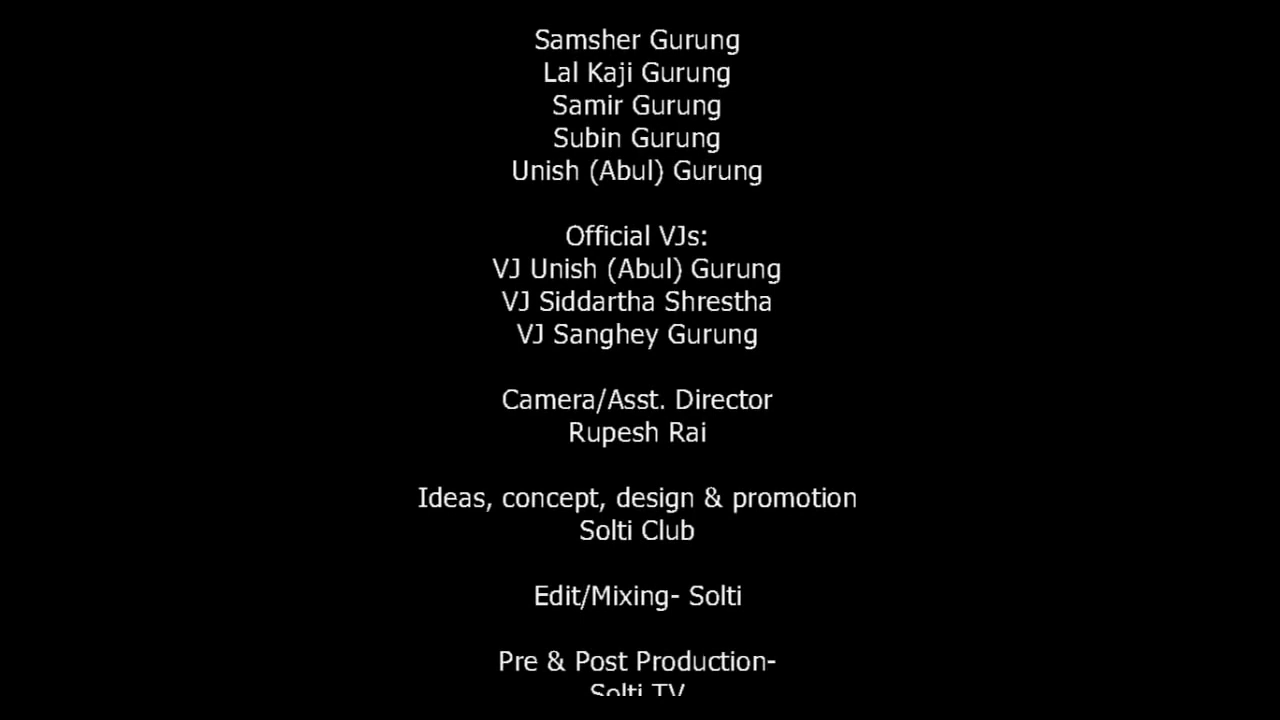 Samsher Gurung
Lal Kaji Gurung
Samir Gurung
Subin Gurung
Unish (Abul) Gurung
Official VJs:
VJ Unish (Abul) Gurung
VJ Siddartha Shrestha
VJ Sanghey Gurung
Camera/Asst. Director
Rupesh Rai
Ideas, concept, design & promotion
Solti Club
Edit/Mixing- Solti
Pre & Post Production-
Solti TV